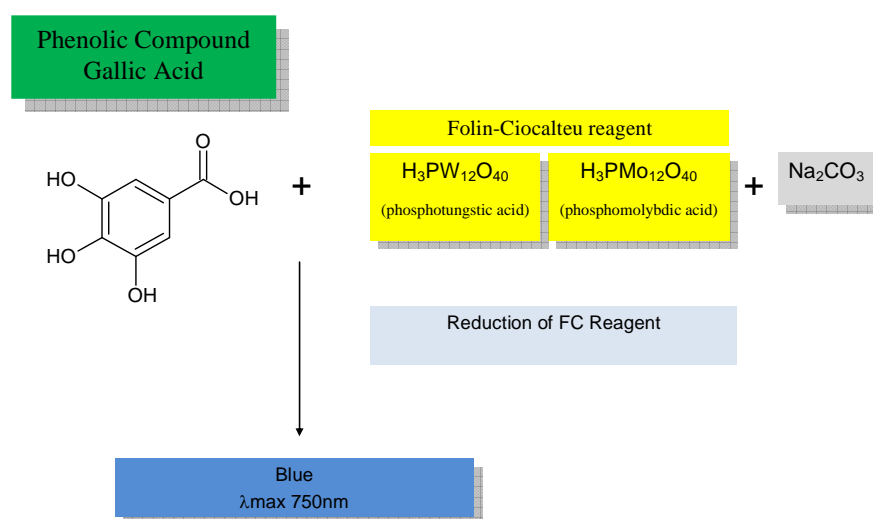 Phenolic Compound
Gallic Acid
Folin-Ciocalteu reagent
H₃PW₁₂O₄₀
(phosphotungstic acid)
H₃PMo₁₂O₄₀
(phosphomolybdic acid)
+
+
Na₂CO₃
O
OH
HO
HO
OH
Reduction of FC Reagent
Blue
λmax 750nm